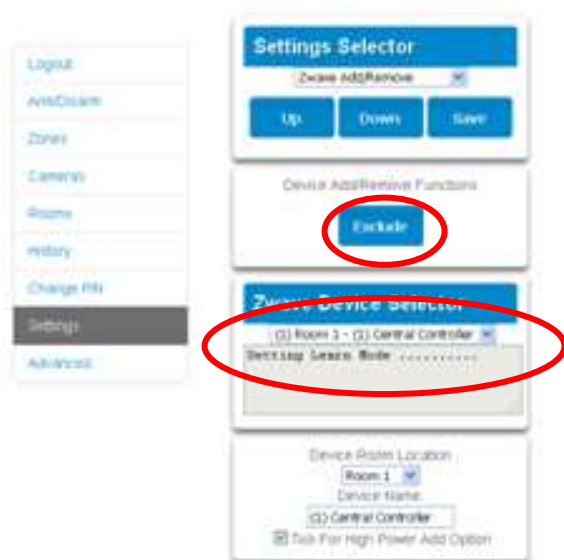 Logout
Arm/Disarm
Zones
Cameras
Rooms
History
Change PIN
Settings
Advanced
Settings Selector
Zwave Add/Remove
Up
Down
Save
Device Add/Remove Functions
Exclude
Zwave Device Selector
(1) Room 1 - (1) Central Controller
Setting Learn Mode ..........
Device Room Location
Room 1
Device Name
(1) Central Controller
Tick For High Power Add Option